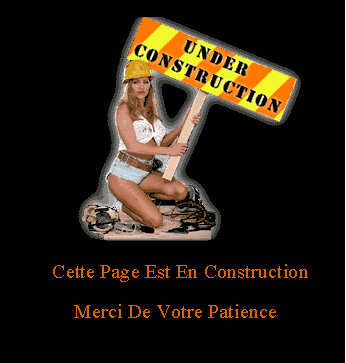 UNDER
CONSTRUCTION
Cette Page Est En Construction
Merci De Votre Patience